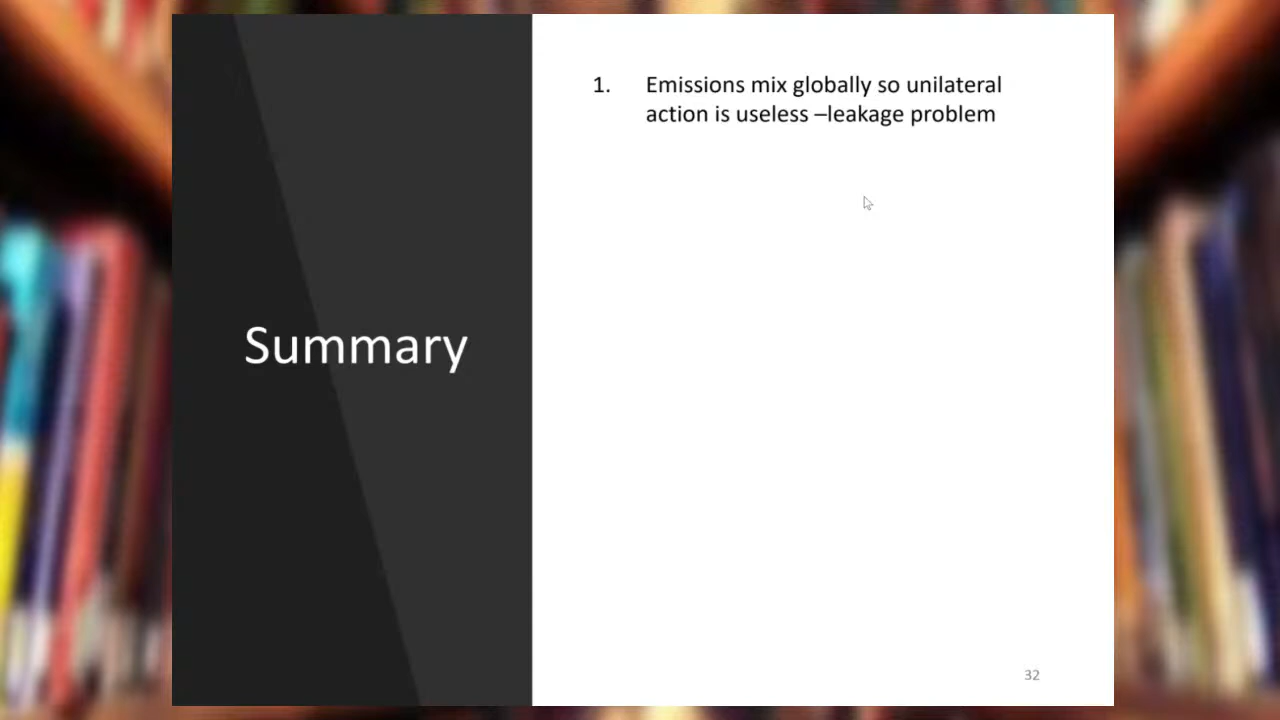 Summary
1. Emissions mix globally so unilateral
action is useless –leakage problem
32